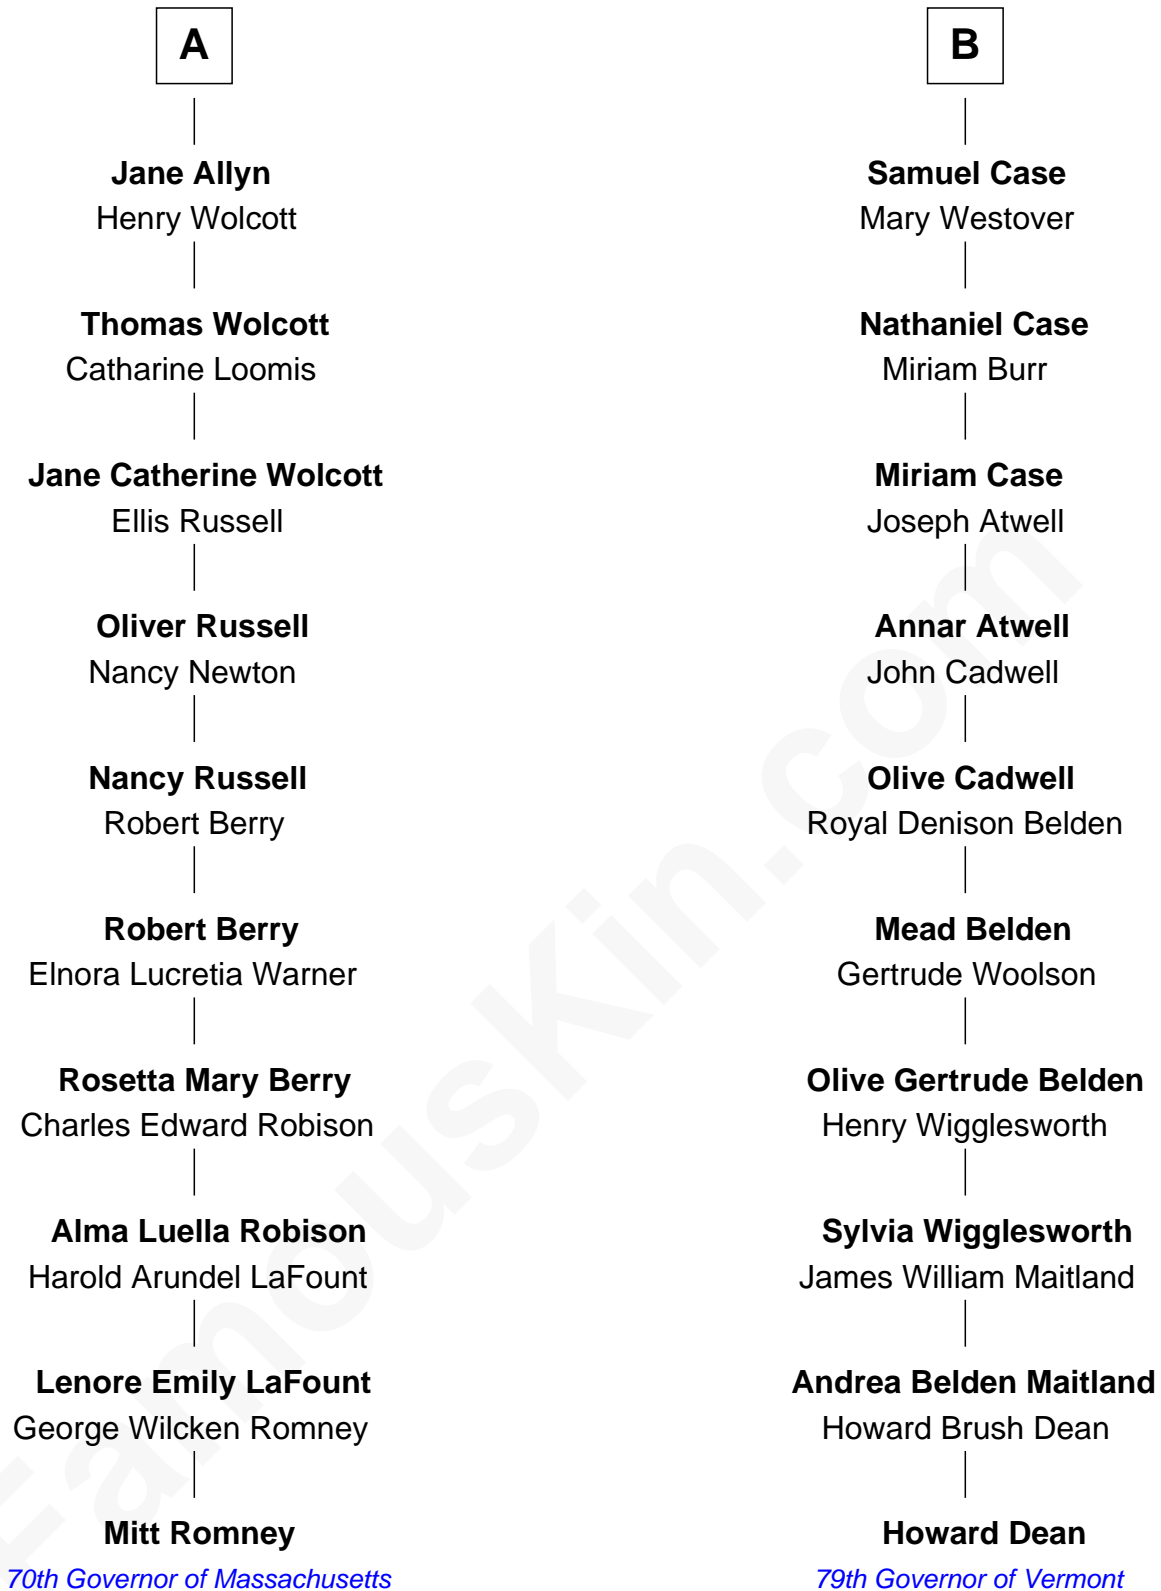 A
Jane Allyn
Henry Wolcott
Thomas Wolcott
Catharine Loomis
Jane Catherine Wolcott
Ellis Russell
Oliver Russell
Nancy Newton
Nancy Russell
Robert Berry
Robert Berry
Elnora Lucretia Warner
Rosetta Mary Berry
Charles Edward Robison
Alma Luella Robison
Harold Arundel LaFount
Lenore Emily LaFount
George Wilcken Romney
Mitt Romney
70th Governor of Massachusetts
B
Samuel Case
Mary Westover
Nathaniel Case
Miriam Burr
Miriam Case
Joseph Atwell
Annar Atwell
John Cadwell
Olive Cadwell
Royal Denison Belden
Mead Belden
Gertrude Woolson
Olive Gertrude Belden
Henry Wigglesworth
Sylvia Wigglesworth
James William Maitland
Andrea Belden Maitland
Howard Brush Dean
Howard Dean
79th Governor of Vermont
FamousKin.com